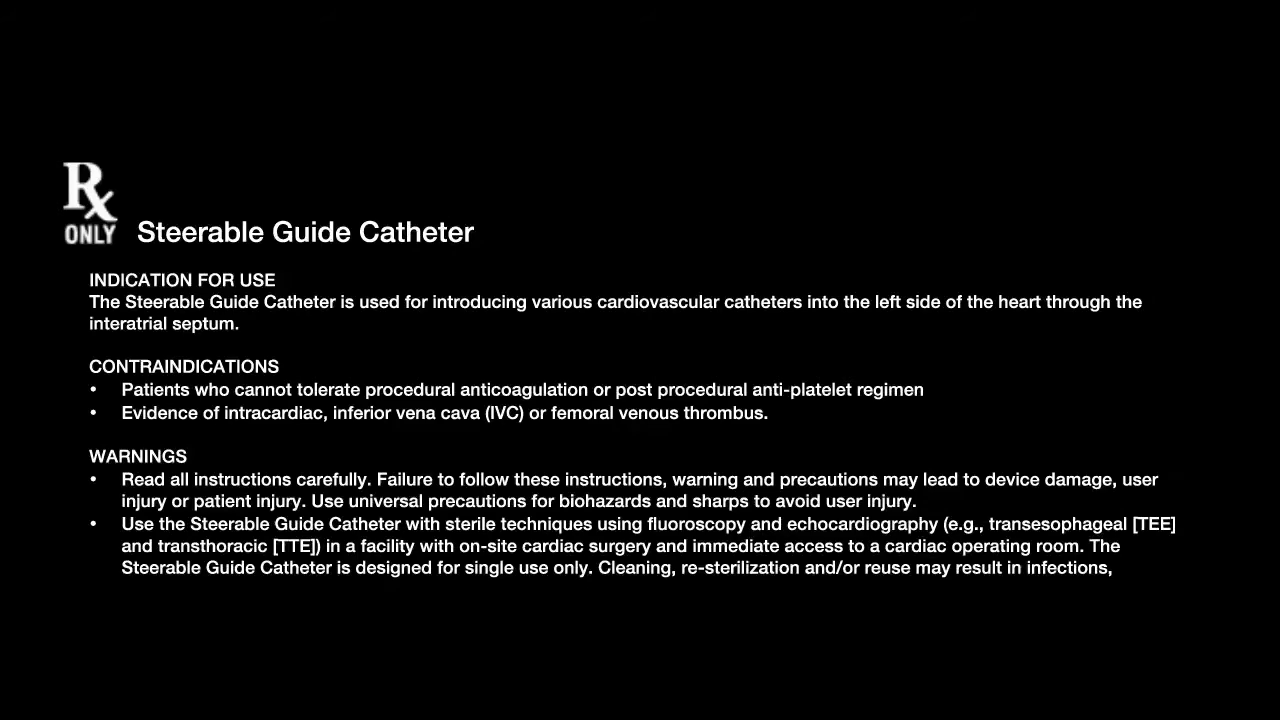 Rx
ONLY
Steerable Guide Catheter
INDICATION FOR USE
The Steerable Guide Catheter is used for introducing various cardiovascular catheters into the left side of the heart through the
interatrial septum.
CONTRAINDICATIONS
• Patients who cannot tolerate procedural anticoagulation or post procedural anti-platelet regimen
• Evidence of intracardiac, inferior vena cava (IVC) or femoral venous thrombus.
WARNINGS
• Read all instructions carefully. Failure to follow these instructions, warning and precautions may lead to device damage, user
injury or patient injury. Use universal precautions for biohazards and sharps to avoid user injury.
• Use the Steerable Guide Catheter with sterile techniques using fluoroscopy and echocardiography (e.g., transesophageal [TEE]
and transthoracic [TTE]) in a facility with on-site cardiac surgery and immediate access to a cardiac operating room. The
Steerable Guide Catheter is designed for single use only. Cleaning, re-sterilization and/or reuse may result in infections,